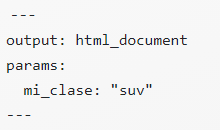 ---
output: html_document
params:
  mi_clase: "suv"
---